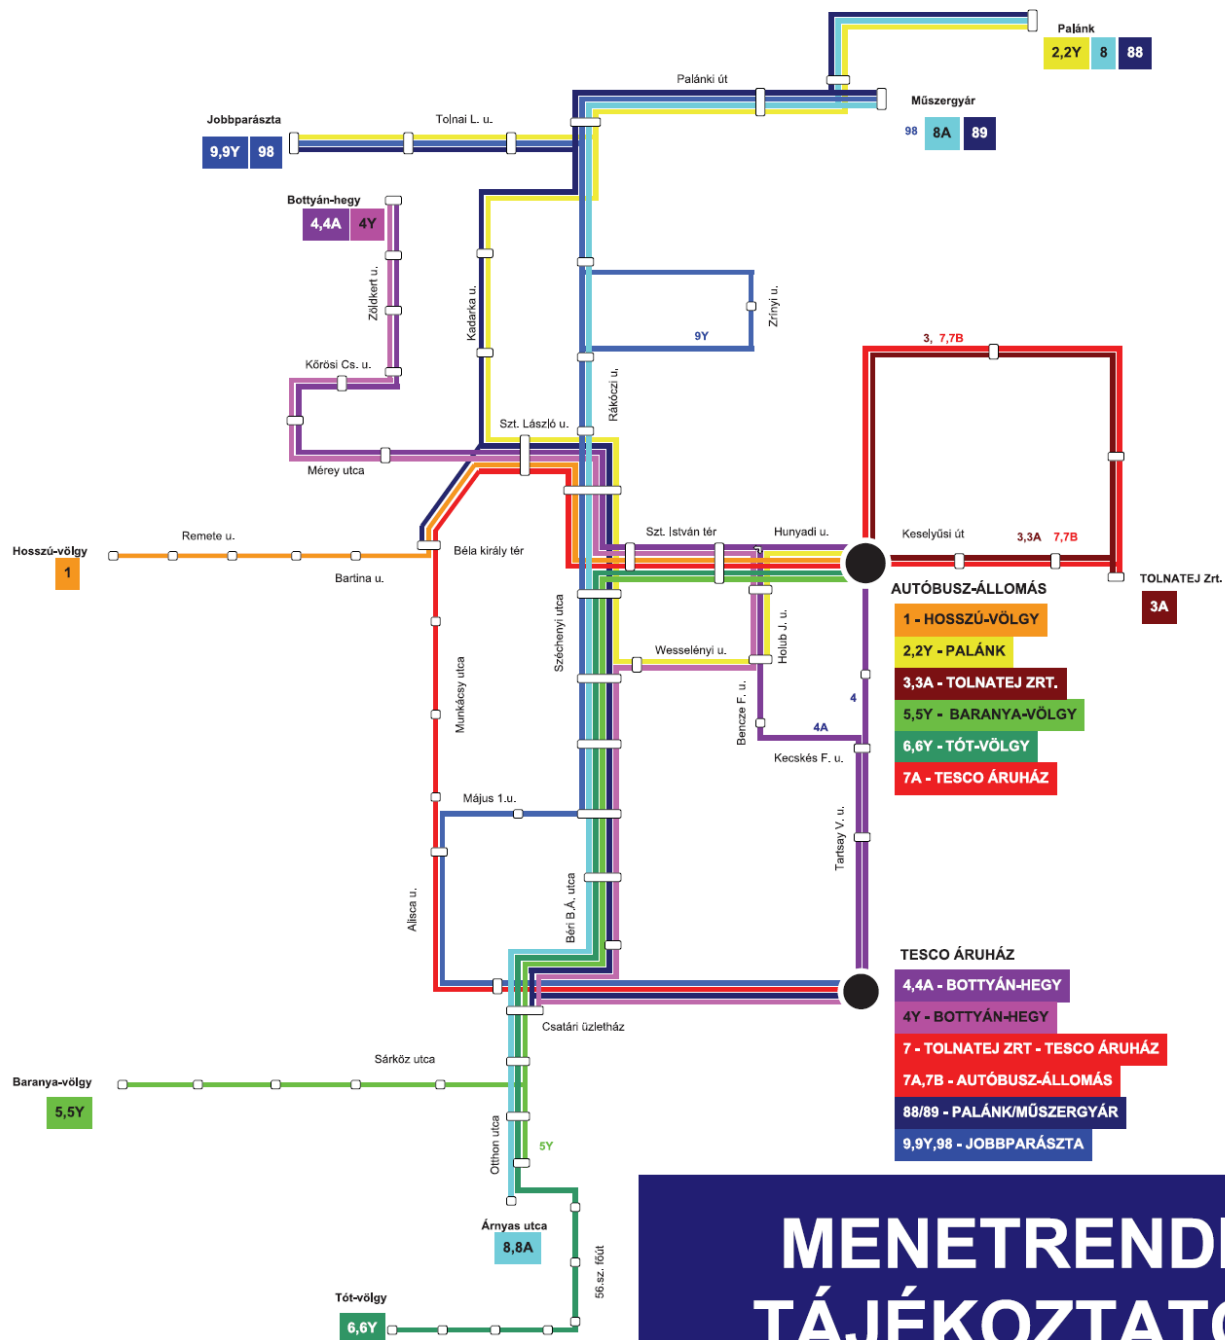 Palánk
2,2Y 8 88
Palánki út
Műszergyár
98 8A 89
Jobbparászta
9,9Y 98
Tolnai L. u.
Bottyán-hegy
4,4A 4Y
Zöldkert u.
Kadarka u.
Zrínyi u.
9Y
3, 7,7B
Kőrösi Cs. u.
Rákóczi u,
Szt. László u.
Mérey utca
Remete u.
Szt. István tér
Hunyadi u.
Keselyűsi út
3,3A 7,7B
Hosszú-völgy
1
Béla király tér
Bartina u.
TOLNATEJ Zrt.
3A
AUTÓBUSZ-ÁLLOMÁS
1 - HOSSZÚ-VÖLGY
2,2Y - PALÁNK
3,3A - TOLNATEJ ZRT.
5,5Y - BARANYA-VÖLGY
6,6Y - TÓT-VÖLGY
7A - TESCO ÁRUHÁZ
Széchenyi utca
Holub J. u.
Wesselényi u.
Munkácsy utca
Bencze F. u.
4
4A
Kecskés F. u.
Május 1.u.
Tartsay V. u.
Alisca u.
Béri B.Á. utca
TESCO ÁRUHÁZ
4,4A - BOTTYÁN-HEGY
4Y - BOTTYÁN-HEGY
7 - TOLNATEJ ZRT - TESCO ÁRUHÁZ
7A,7B - AUTÓBUSZ-ÁLLOMÁS
88/89 - PALÁNK/MŰSZERGYÁR
9,9Y,98 - JOBBPARÁSZTA
Csatári üzletház
Sárköz utca
Baranya-völgy
5,5Y
Otthon utca
5Y
Árnyas utca
8,8A
56.sz. főút
Tót-völgy
6,6Y
MENETRENDI
TÁJÉKOZTATÓ